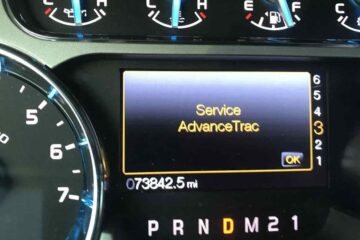 C H
E F
C H
Service
AdvanceTrac
OK
6
5
4
3
2
1
073842.5 mi
5
6
7
P R N D M 2 1